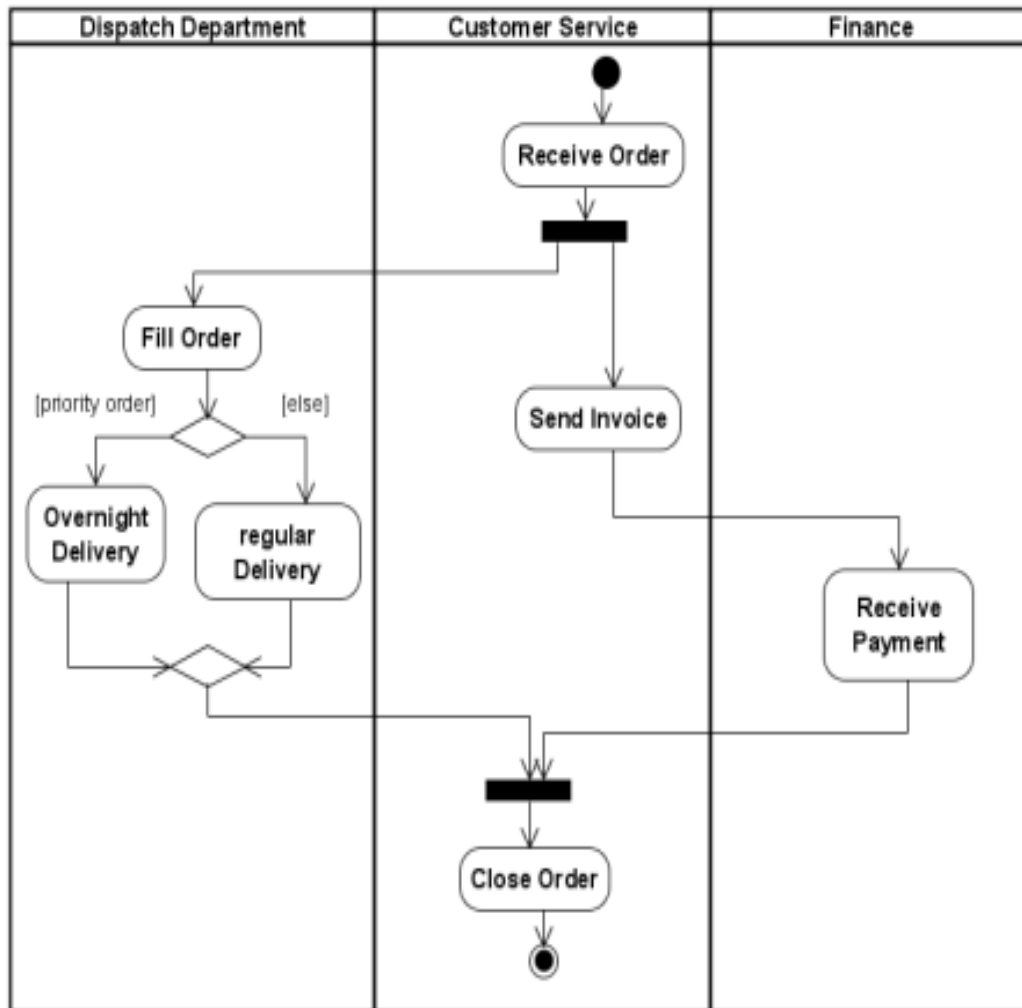 Dispatch Department
Customer Service
Finance
Receive Order
Fill Order
[priority order]
[else]
Send Invoice
Overnight
Delivery
regular
Delivery
Receive
Payment
Close Order